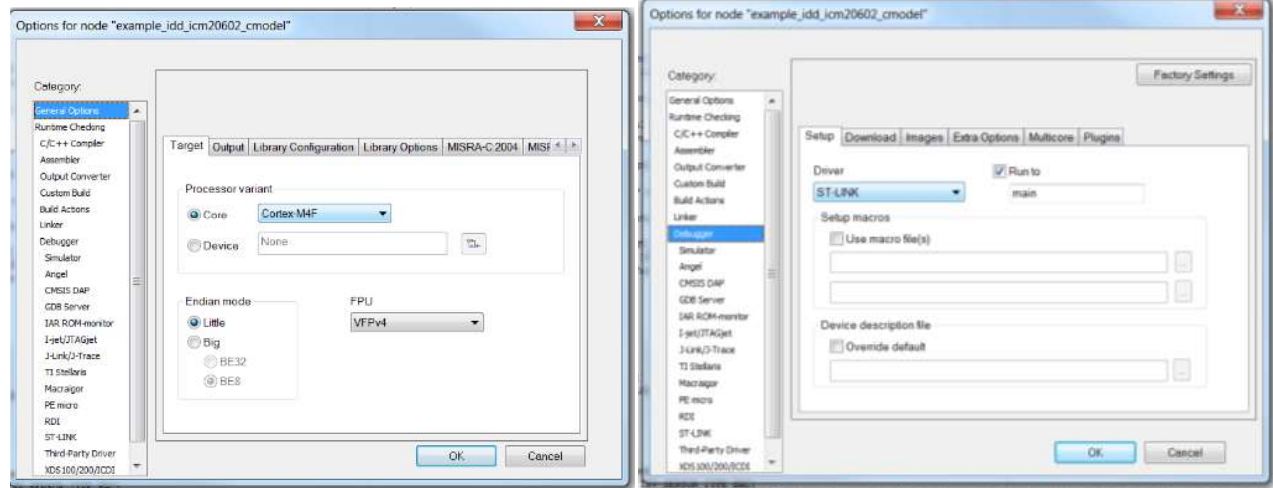 Options for node "example_idd_icm20602_cmodel"
Category:
General Options
Runtime Checking
C/C++ Compiler
Assembler
Output Converter
Custom Build
Build Actions
Linker
Debugger
Simulator
Angel
CMSIS DAP
GDB Server
IAR ROM-monitor
I-jet/JTAGjet
J-Link/J-Trace
TI Stellaris
Macraigor
PE micro
RDI
ST-LINK
Third-Party Driver
XDS100/200/ICDI
Target Output Library Configuration Library Options MISRA-C:2004
Processor variant
Core Cortex-M4F
Device None
Endian mode
Little
Big
BE32
BE8
FPU
VFPv4
OK Cancel
Options for node "example_idd_icm20602_cmodel"
Category:
General Options
Runtime Checking
C/C++ Compiler
Assembler
Output Converter
Custom Build
Build Actions
Linker
Debugger
Simulator
Angel
CMSIS DAP
GDB Server
IAR ROM-monitor
I-jet/JTAGjet
J-Link/J-Trace
TI Stellaris
Macraigor
PE micro
RDI
ST-LINK
Third-Party Driver
XDS100/200/ICDI
Factory Settings
Setup Download Images Extra Options Multicore Plugins
Driver
ST-LINK
Run to
main
Setup macros
Use macro file(s)
Device description file
Override default
OK Cancel